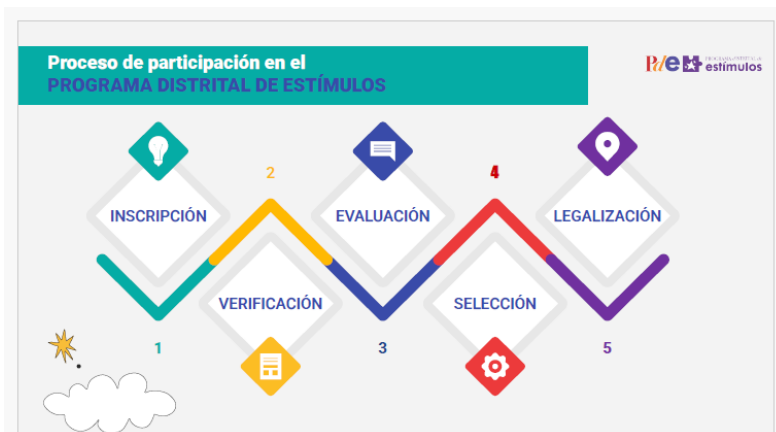 Proceso de participación en el
PROGRAMA DISTRITAL DE ESTÍMULOS
estímulos
2
4
INSCRIPCIÓN
EVALUACIÓN
LEGALIZACIÓN
VERIFICACIÓN
SELECCIÓN
1
3
5